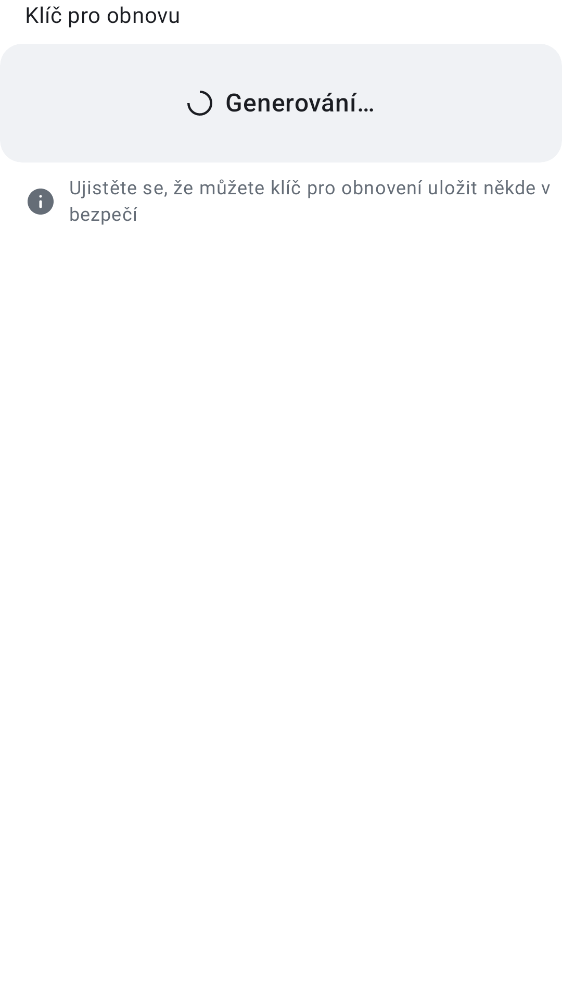 Klíč pro obnovu
Generování…
Ujistěte se, že můžete klíč pro obnovení uložit někde v
bezpečí